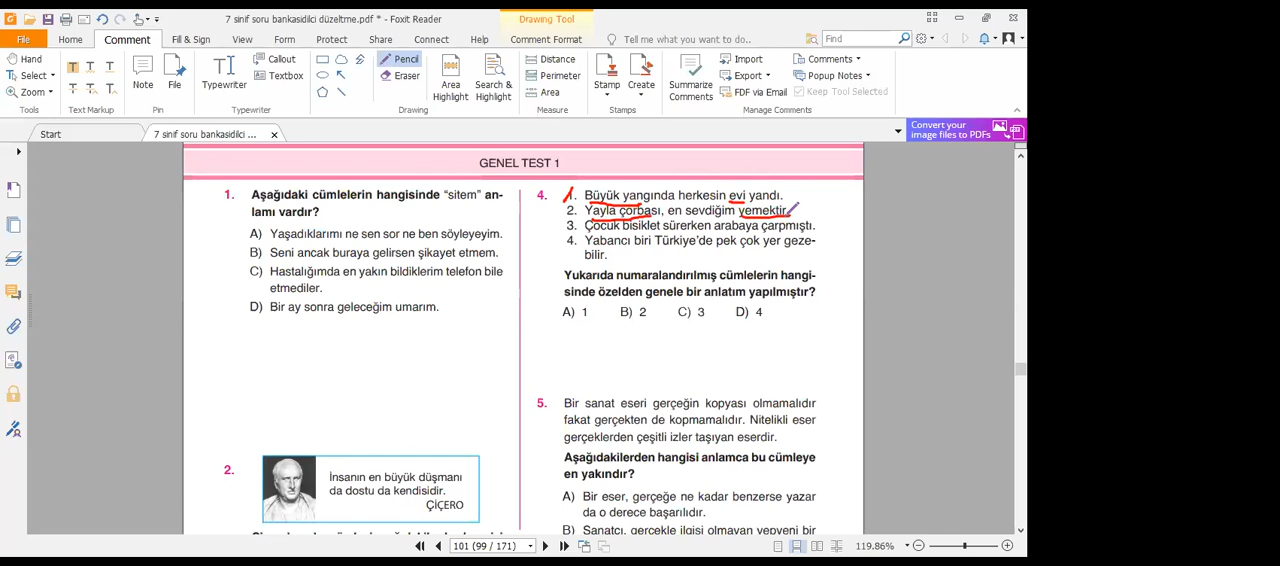 7 sinif soru bankasidilci düzeltme.pdf * - Foxit Reader
Drawing Tool
File Home Comment Fill & Sign View Form Protect Share Connect Help Comment Format Tell me what you want to do... Find
Hand
Select
Zoom
Tools
Text Markup
Note
File
Pin
Typewriter
Callout
Textbox
Typewriter
Pencil
Eraser
Drawing
Area Highlight
Search & Highlight
Distance
Perimeter
Area
Measure
Stamp
Create
Stamps
Summarize Comments
Import
Export
FDF via Email
Comments
Popup Notes
Keep Tool Selected
Manage Comments
Start
7 sinif soru bankasidilci ...
Convert your
image files to PDFs
GENEL TEST 1
1. Aşağıdaki cümlelerin hangisinde “sitem” an-
lamı vardır?
A) Yaşadıklarımı ne sen sor ne ben söyleyeyim.
B) Seni ancak buraya gelirsen şikayet etmem.
C) Hastalığımda en yakın bildiklerim telefon bile
etmediler.
D) Bir ay sonra geleceğim umarım.
2.
İnsanın en büyük düşmanı
da dostu da kendisidir.
ÇİÇERO
4. 1. Büyük yangında herkesin evi yandı.
2. Yayla çorbası, en sevdiğim yemektir.
3. Çocuk bisiklet sürerken arabaya çarpmıştı.
4. Yabancı biri Türkiye’de pek çok yer geze-
bilir.
Yukarıda numaralandırılmış cümlelerin hangi-
sinde özelden genele bir anlatım yapılmıştır?
A) 1 B) 2 C) 3 D) 4
5. Bir sanat eseri gerçeğin kopyası olmamalıdır
fakat gerçekten de kopmamalıdır. Nitelikli eser
gerçeklerden çeşitli izler taşıyan eserdir.
Aşağıdakilerden hangisi anlamca bu cümleye
en yakındır?
A) Bir eser, gerçeğe ne kadar benzerse yazar
da o derece başarılıdır.
B) Sanatçı, gerçekle ilgisi olmayan yepyeni bir
101 (99 / 171)
119.86%